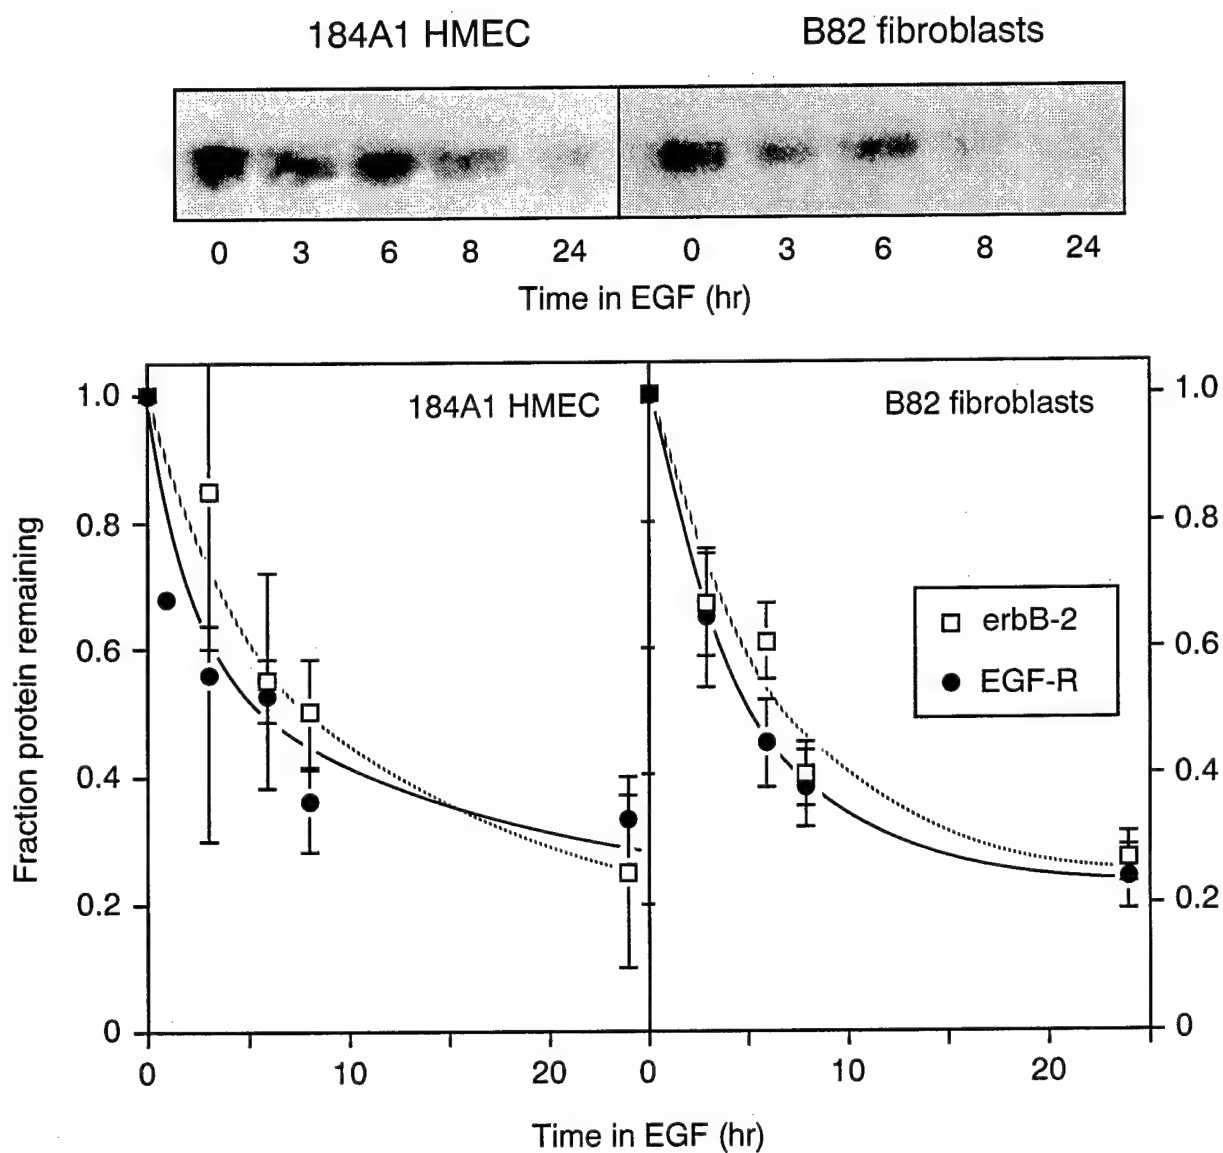 184A1 HMEC B82 fibroblasts
0 3 6 8 24 0 3 6 8 24
Time in EGF (hr)
184A1 HMEC
B82 fibroblasts
Fraction protein remaining
1.0
0.8
0.6
0.4
0.2
0
1.0
0.8
0.6
0.4
0.2
0
erbB-2
EGF-R
0 10 20 0 10 20
Time in EGF (hr)